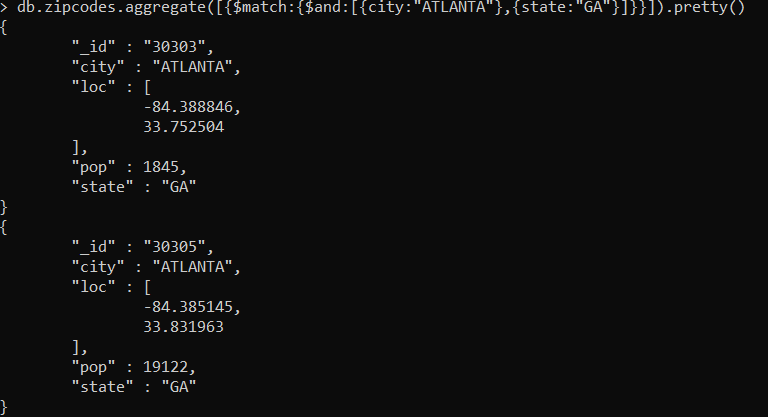 > db.zipcodes.aggregate([{$match:{$and:[{city:"ATLANTA"},{state:"GA"}]}}]).pretty()
{
        "_id" : "30303",
        "city" : "ATLANTA",
        "loc" : [
                -84.388846,
                33.752504
        ],
        "pop" : 1845,
        "state" : "GA"
}
{
        "_id" : "30305",
        "city" : "ATLANTA",
        "loc" : [
                -84.385145,
                33.831963
        ],
        "pop" : 19122,
        "state" : "GA"
}